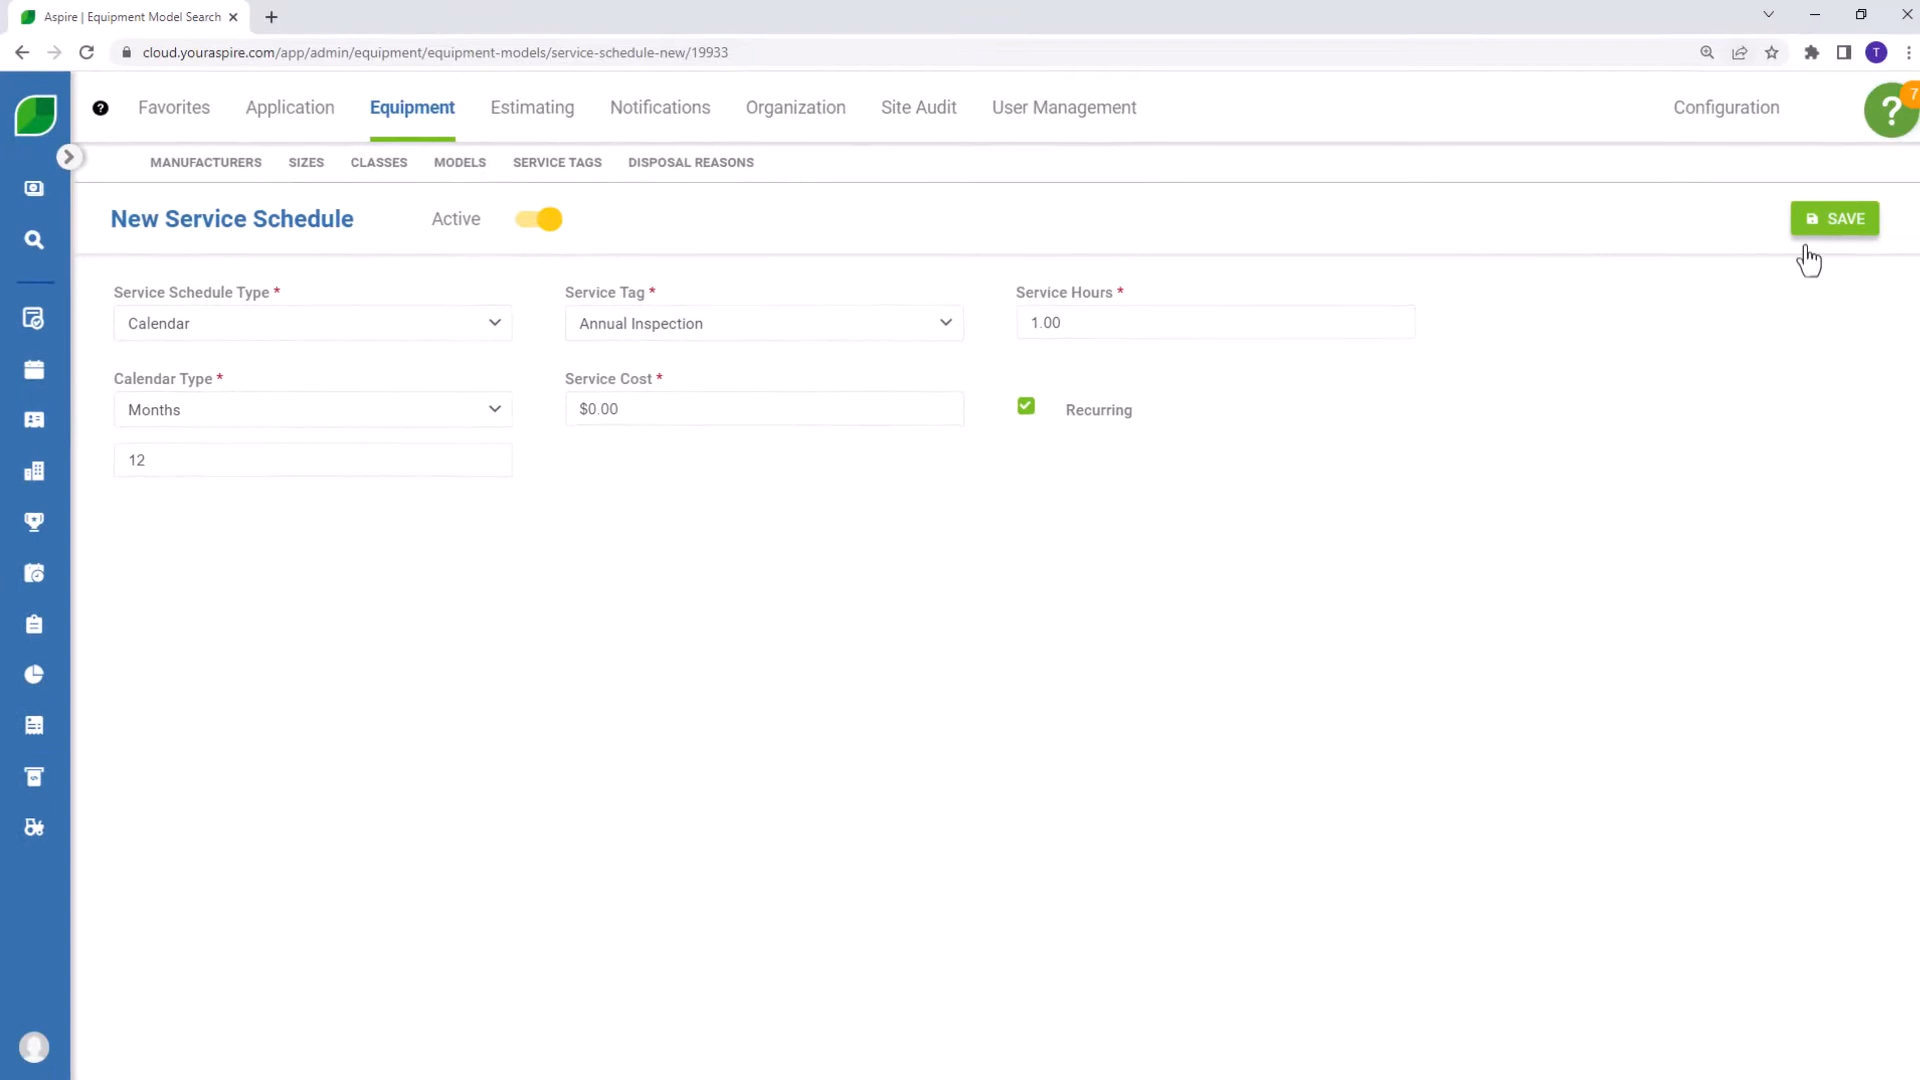 Aspire | Equipment Model Search
cloud.youraspire.com/app/admin/equipment/equipment-models/service-schedule-new/19933
T
Favorites Application Equipment Estimating Notifications Organization Site Audit User Management Configuration
? 7
MANUFACTURERS SIZES CLASSES MODELS SERVICE TAGS DISPOSAL REASONS
New Service Schedule Active SAVE
Service Schedule Type * Service Tag * Service Hours *
Calendar Annual Inspection 1.00
Calendar Type * Service Cost *
Months $0.00 Recurring
12